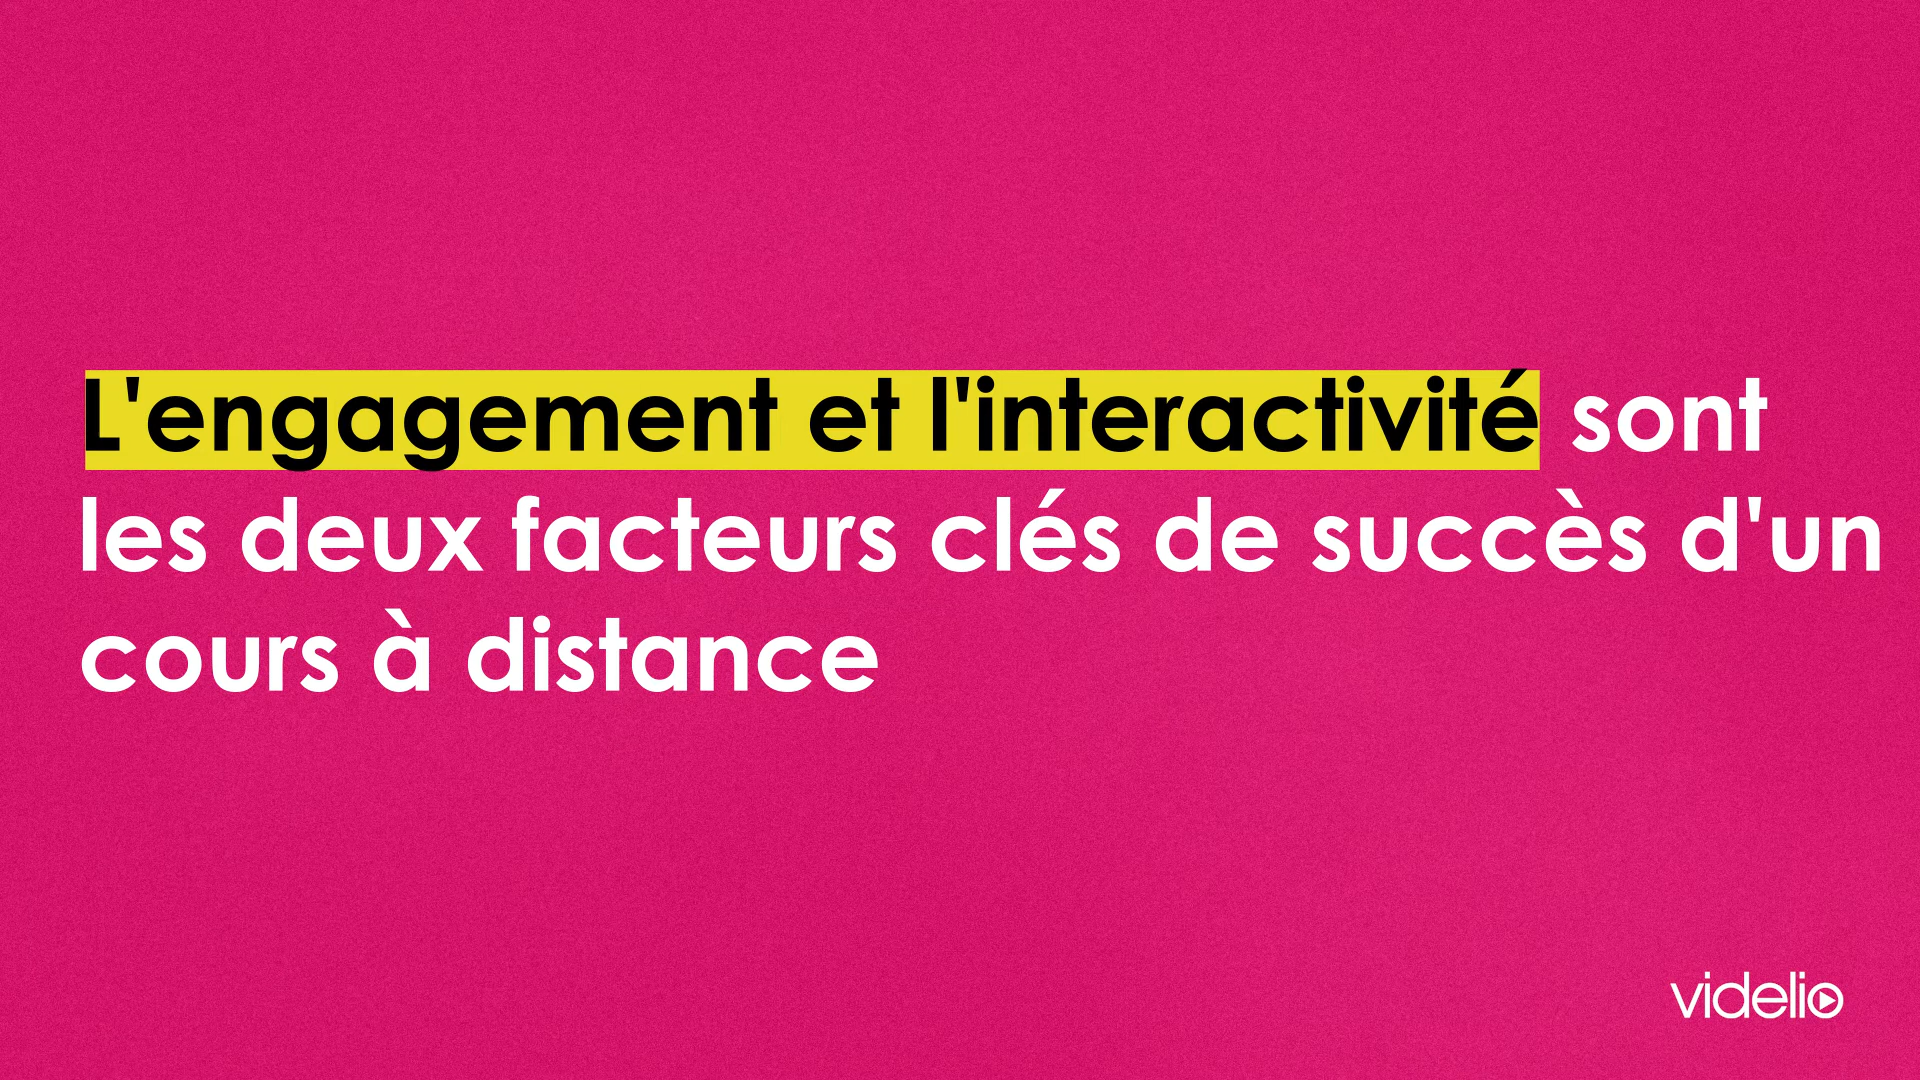 L'engagement et l'interactivité sont
les deux facteurs clés de succès d'un
cours à distance
videlio